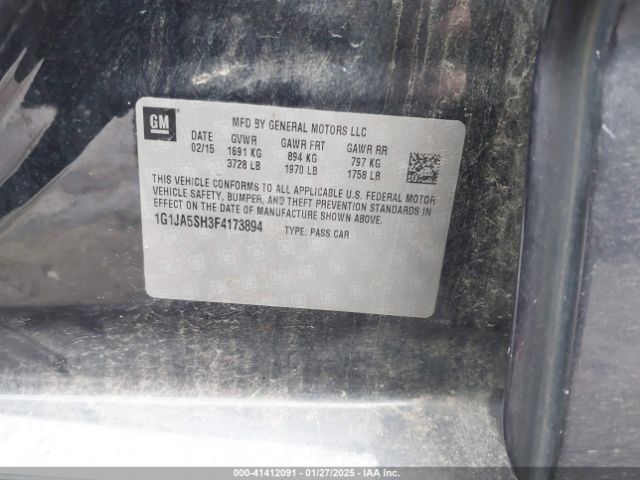 GM
MFD BY GENERAL MOTORS LLC
DATE GVWR GAWR FRT GAWR RR
02/15 1691 KG 894 KG 797 KG
3728 LB 1970 LB 1758 LB
THIS VEHICLE CONFORMS TO ALL APPLICABLE U.S. FEDERAL MOTOR
VEHICLE SAFETY, BUMPER, AND THEFT PREVENTION STANDARDS IN
EFFECT ON THE DATE OF MANUFACTURE SHOWN ABOVE.
1G1JA5SH3F4173894 TYPE: PASS CAR
000-41412091 - 01/27/2025 - IAA Inc.